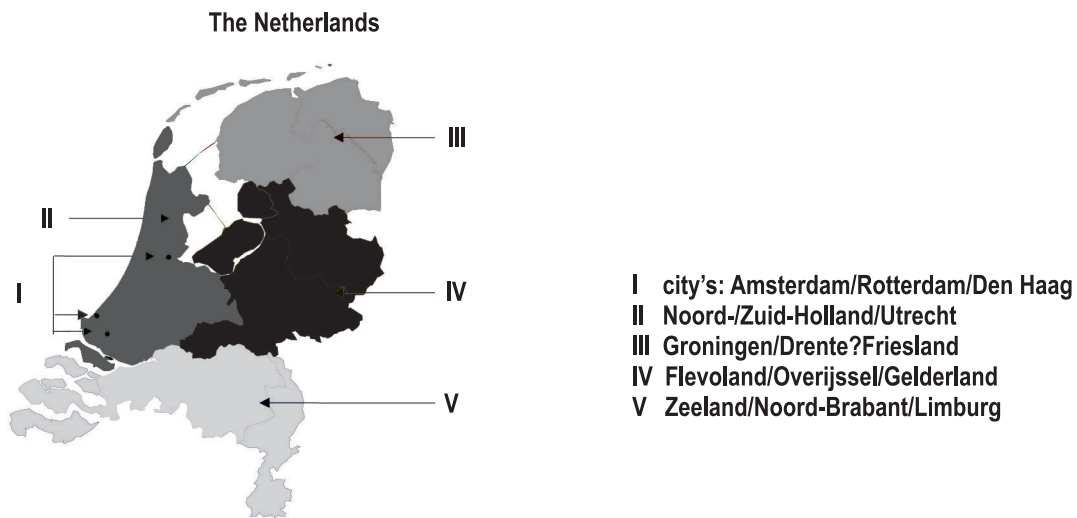 The Netherlands
III
II
I
IV
V
I city's: Amsterdam/Rotterdam/Den Haag
II Noord-/Zuid-Holland/Utrecht
III Groningen/Drente?Friesland
IV Flevoland/Overijssel/Gelderland
V Zeeland/Noord-Brabant/Limburg